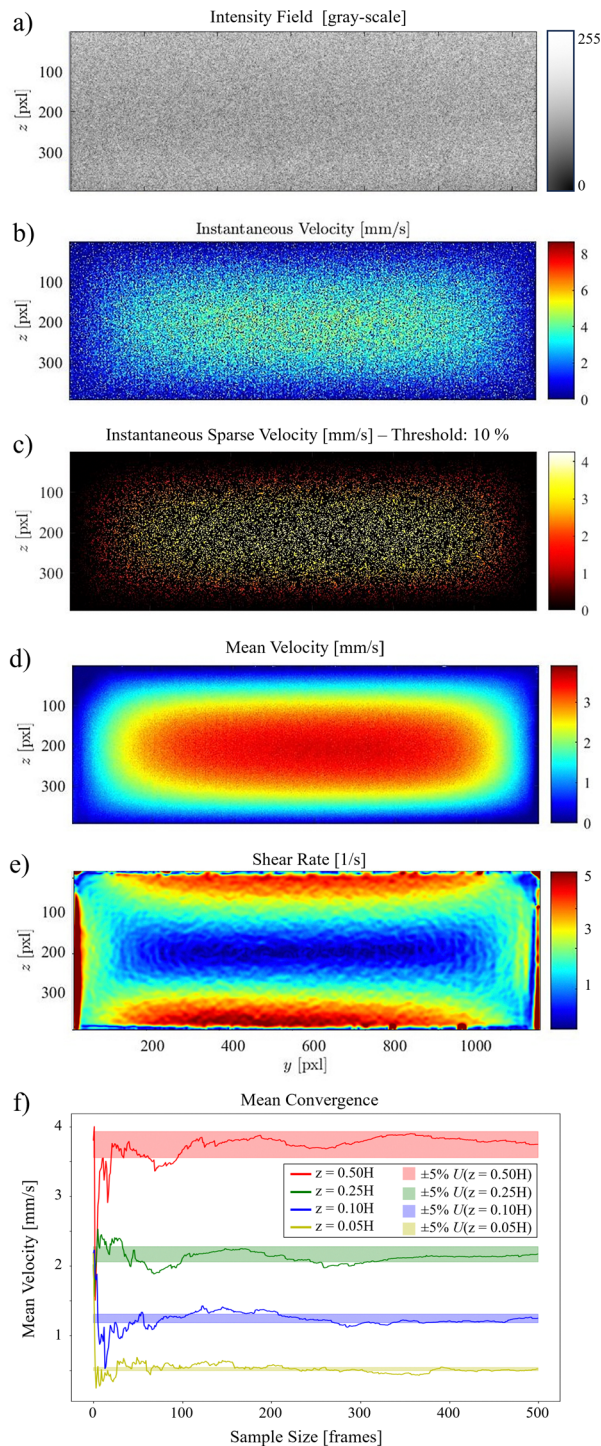 a)
Intensity Field [gray-scale]
z [pxl]
100
200
300
255
0
b)
Instantaneous Velocity [mm/s]
z [pxl]
100
200
300
8
6
4
2
0
c)
Instantaneous Sparse Velocity [mm/s] – Threshold: 10 %
z [pxl]
100
200
300
4
3
2
1
0
d)
Mean Velocity [mm/s]
z [pxl]
100
200
300
3
2
1
0
e)
Shear Rate [1/s]
z [pxl]
100
200
300
5
4
3
1
200
400
600
800
1000
y [pxl]
f)
Mean Convergence
Mean Velocity [mm/s]
4
3
2
1
z = 0.50H
z = 0.25H
z = 0.10H
z = 0.05H
±5% U(z = 0.50H)
±5% U(z = 0.25H)
±5% U(z = 0.10H)
±5% U(z = 0.05H)
0
100
200
300
400
500
Sample Size [frames]